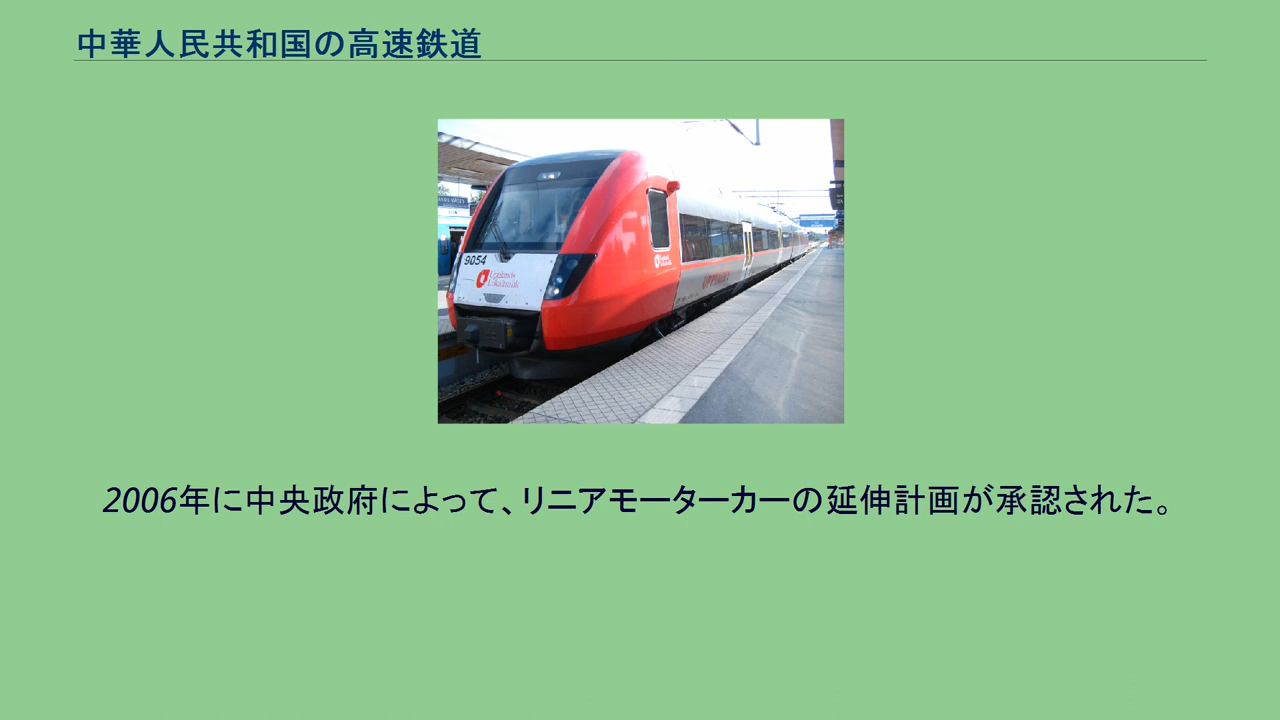 中華人民共和国の高速鉄道
9054
2006年に中央政府によって、リニアモーターカーの延伸計画が承認された。